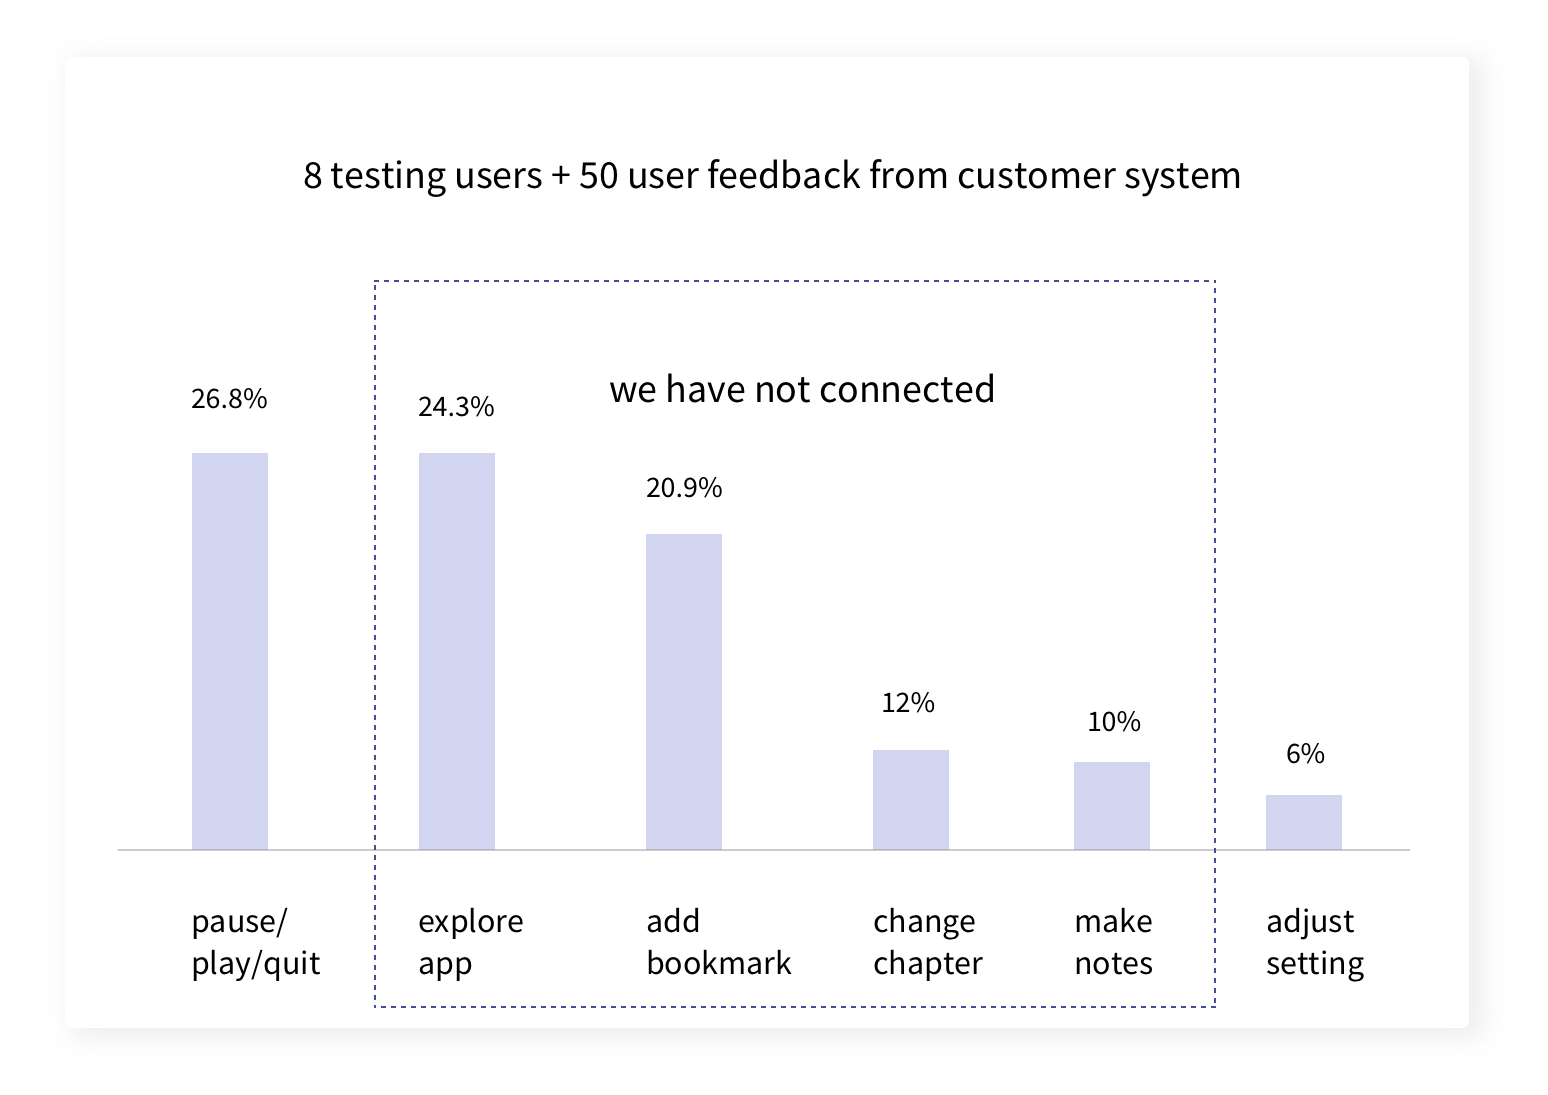 8 testing users + 50 user feedback from customer system
we have not connected
26.8%
24.3%
20.9%
12%
10%
6%
pause/
play/quit
explore
app
add
bookmark
change
chapter
make
notes
adjust
setting